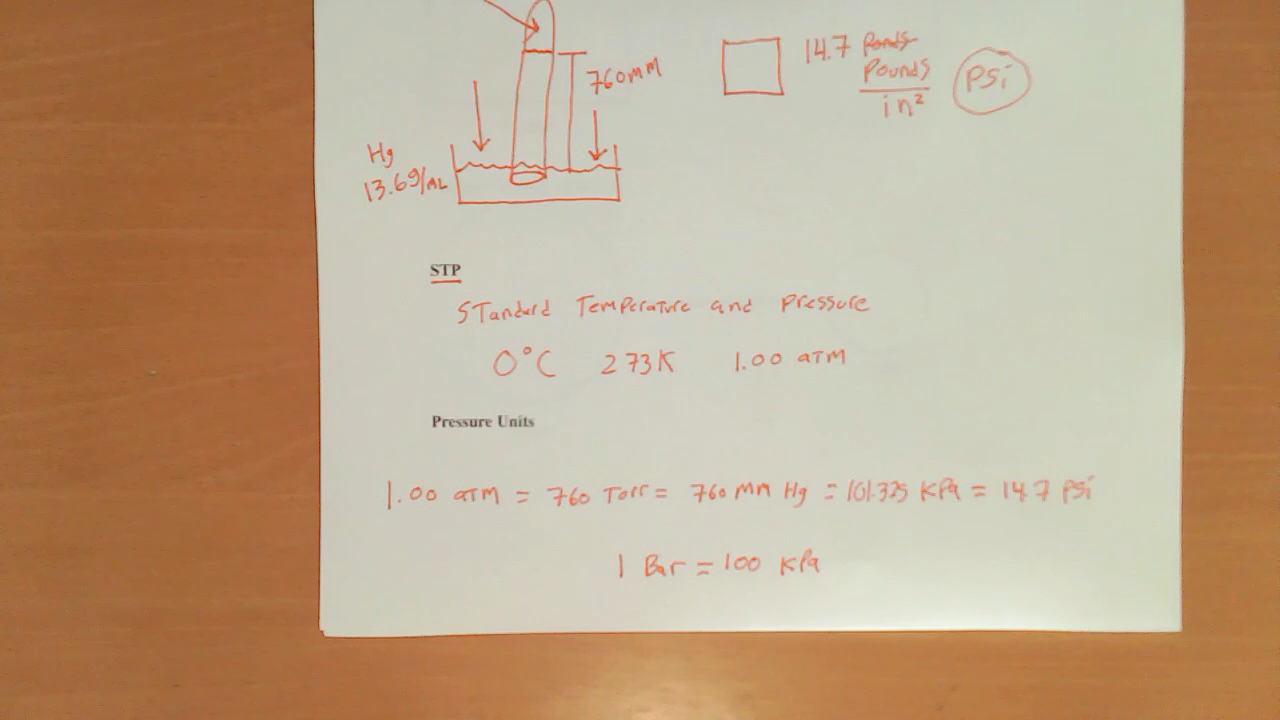 760mm
14.7 Ponds
Pounds
in²
PSi
Hg
13.6g/mL
STP
STandard Temperature and Pressure
0°C 273K 1.00 aTM
Pressure Units
1.00 aTM = 760 Torr = 760 mm Hg = 101.325 KPa = 14.7 PSi
1 Bar = 100 KPa